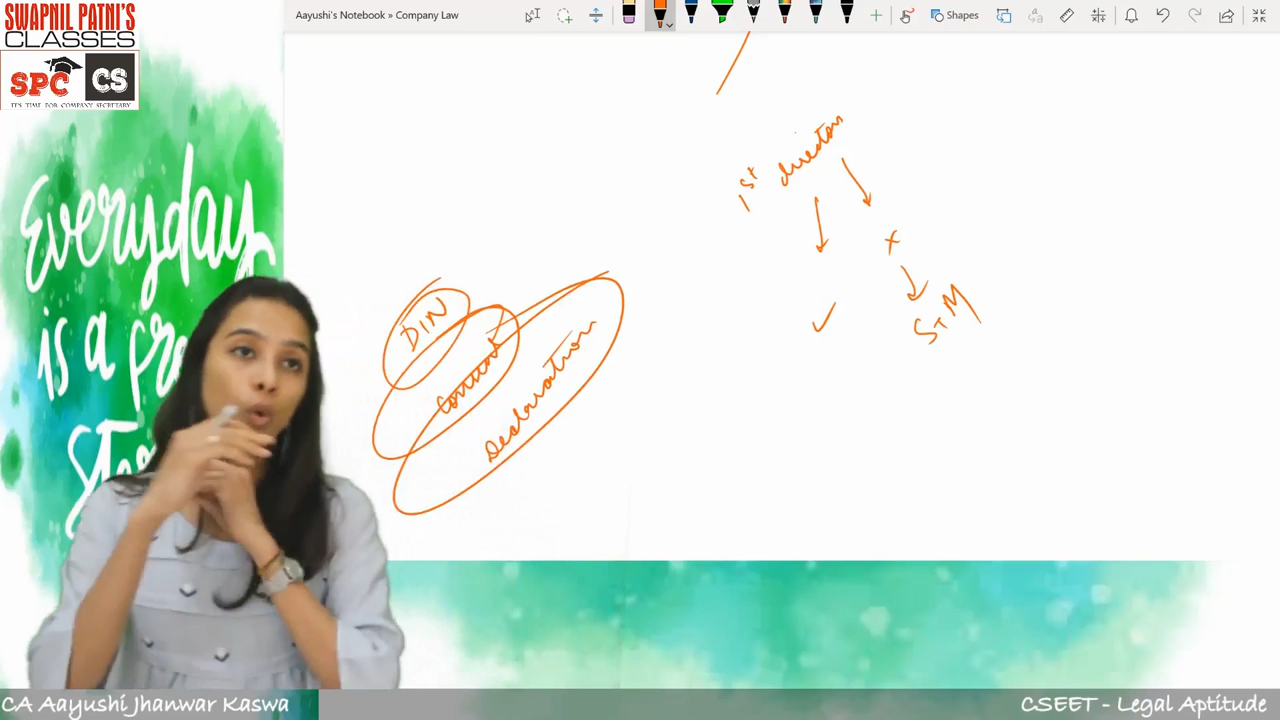 SWAPNIL PATNI'S
CLASSES
SPC CS
IT'S TIME FOR COMPANY SECRETARY
Aayushi's Notebook » Company Law
Shapes
Everyday
is a
1st directors
✓
×
STM
DIN
Consent
Declaration
CA Aayushi Jhanwar Kaswa
CSEET - Legal Aptitude